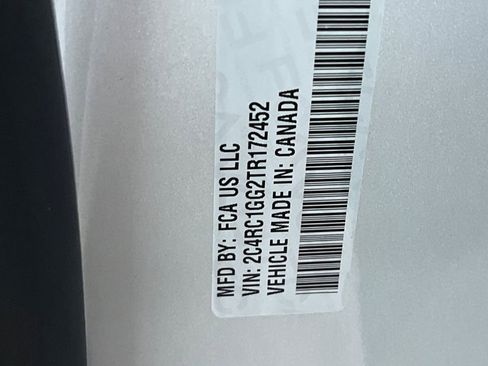 MFD BY: FCA US LLC
VIN: 2C4RC1GG2TR172452
VEHICLE MADE IN: CANADA